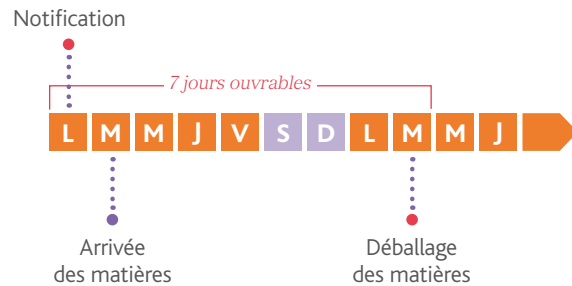 Notification
7 jours ouvrables
L M M J V S D L M M J
Arrivée
des matières
Déballage
des matières